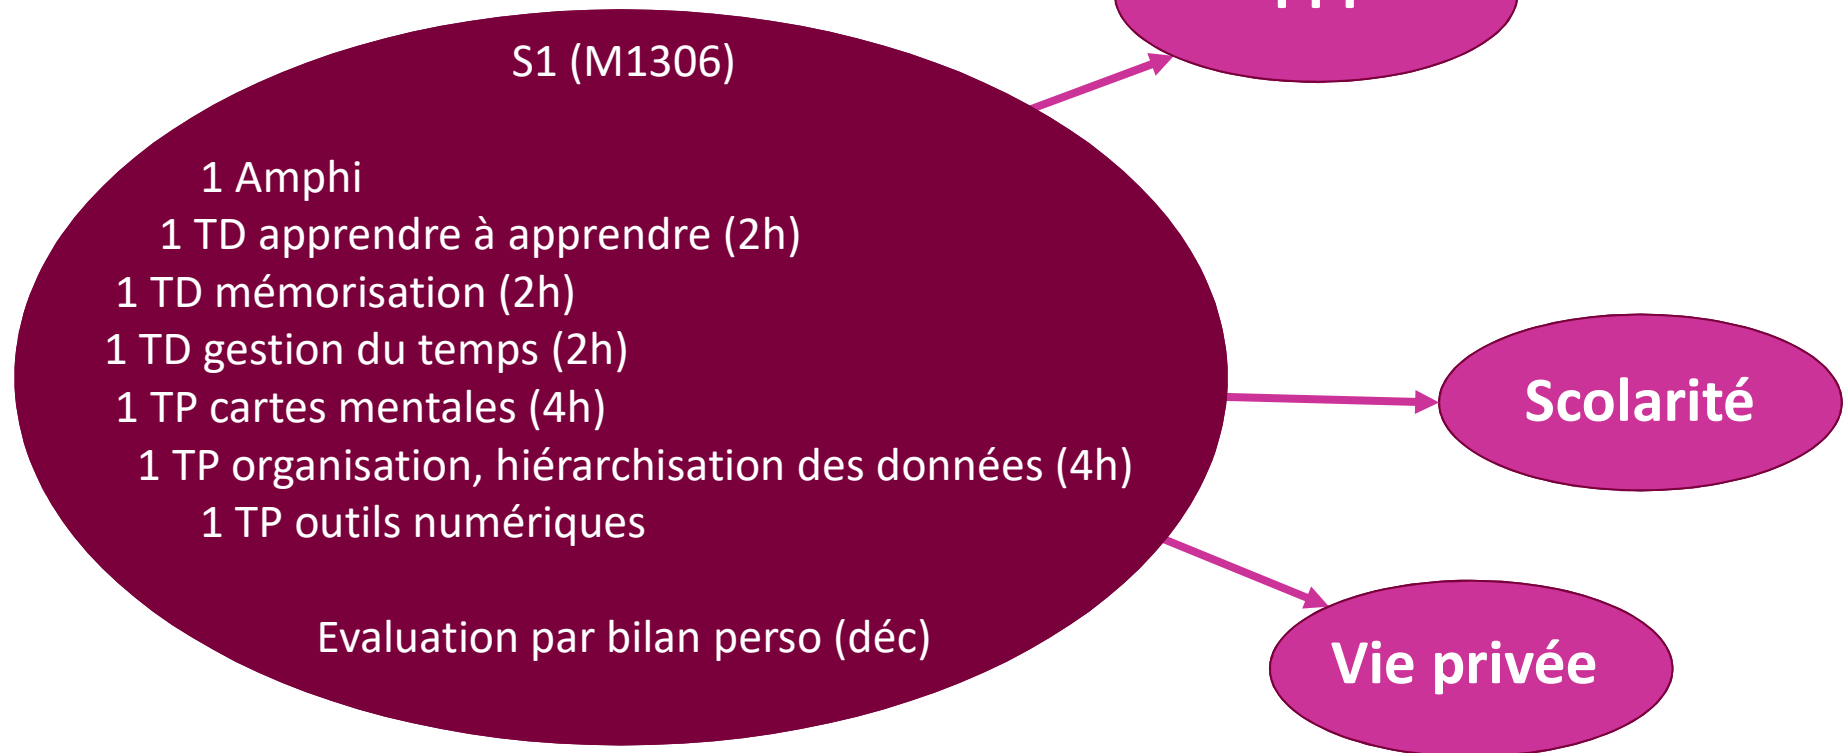 S1 (M1306)
1 Amphi
1 TD apprendre à apprendre (2h)
1 TD mémorisation (2h)
1 TD gestion du temps (2h)
1 TP cartes mentales (4h)
1 TP organisation, hiérarchisation des données (4h)
1 TP outils numériques
Evaluation par bilan perso (déc)
Scolarité
Vie privée